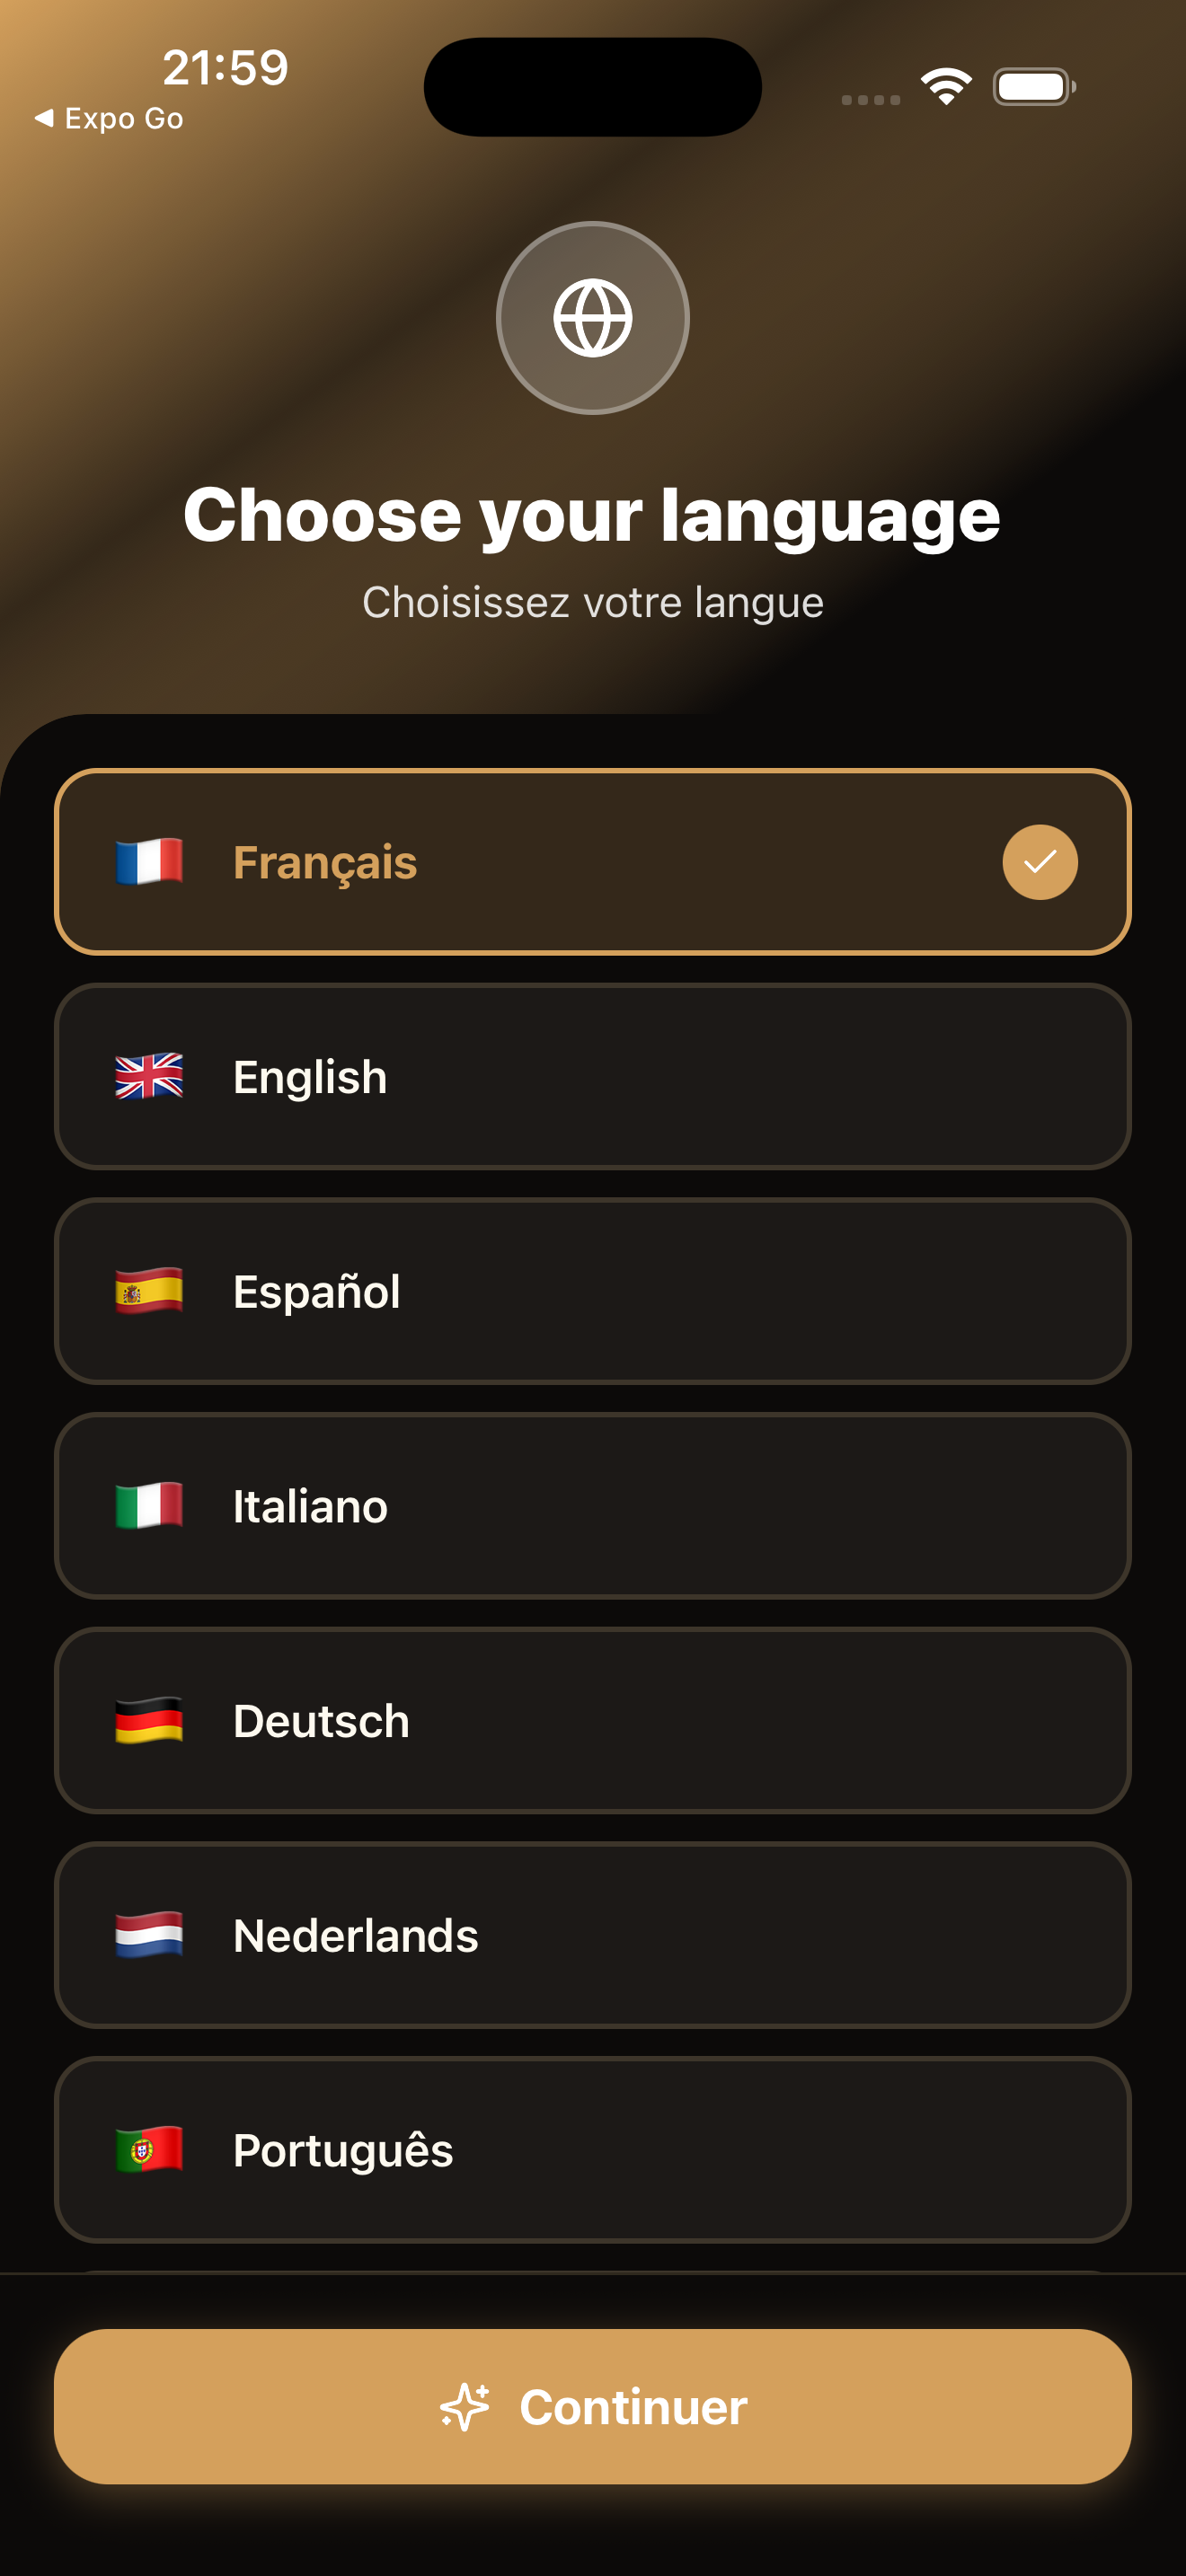 21:59
Expo Go
Choose your language
Choisissez votre langue
Français
English
Español
Italiano
Deutsch
Nederlands
Português
Continuer